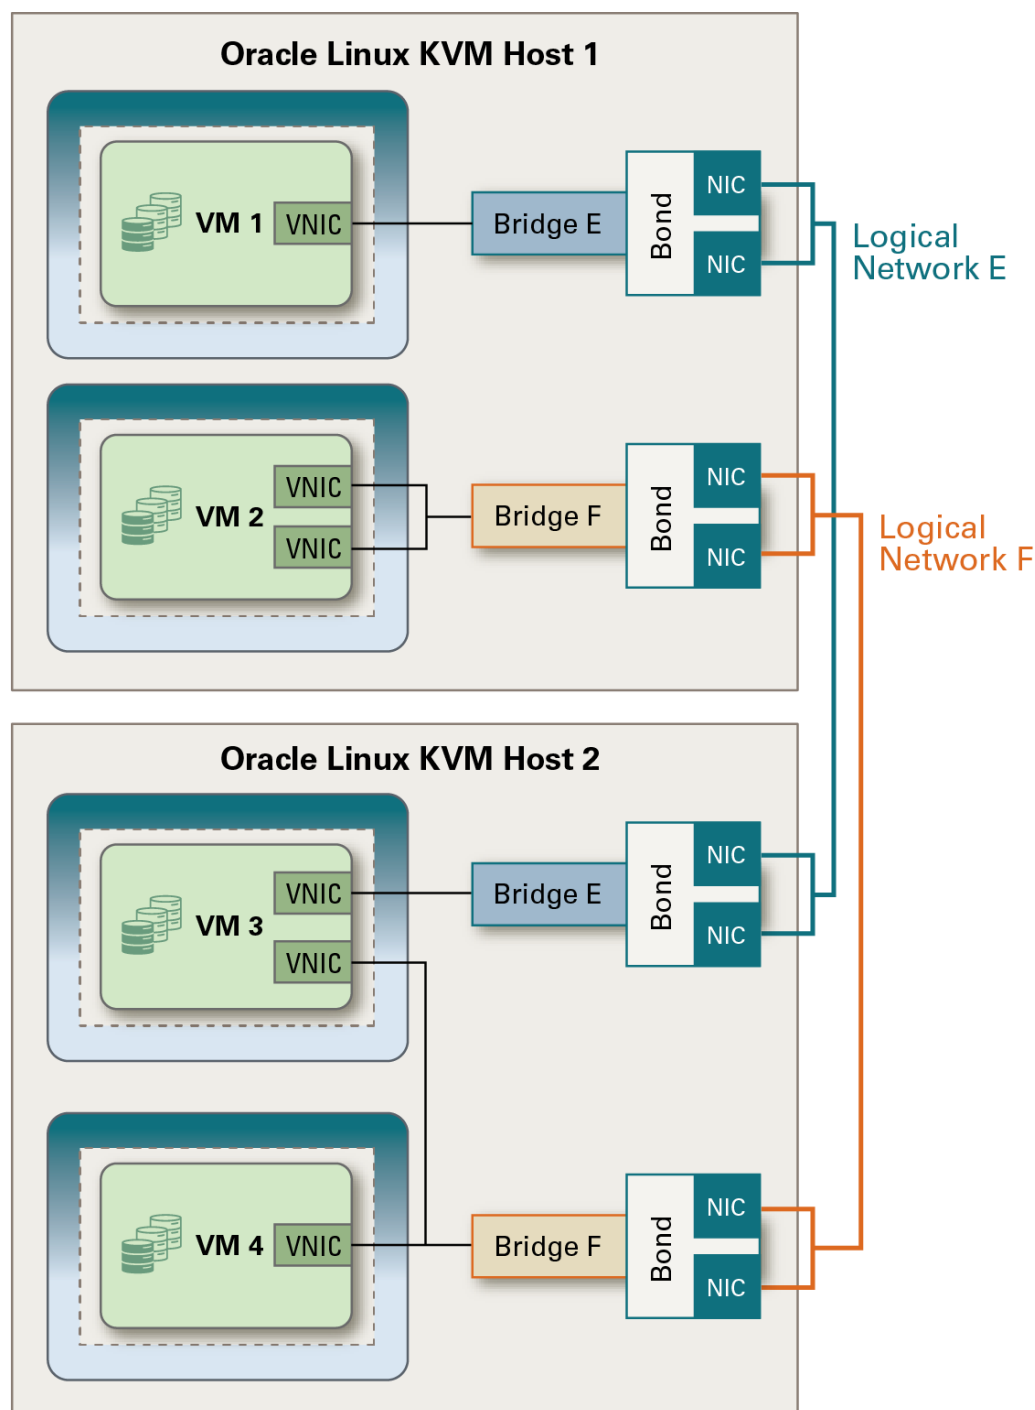 Oracle Linux KVM Host 1
VM 1
VNIC
Bridge E
Bond
NIC
NIC
Logical
Network E
VM 2
VNIC
VNIC
Bridge F
Bond
NIC
NIC
Logical
Network F
Oracle Linux KVM Host 2
VM 3
VNIC
VNIC
Bridge E
Bond
NIC
NIC
VM 4
VNIC
Bridge F
Bond
NIC
NIC